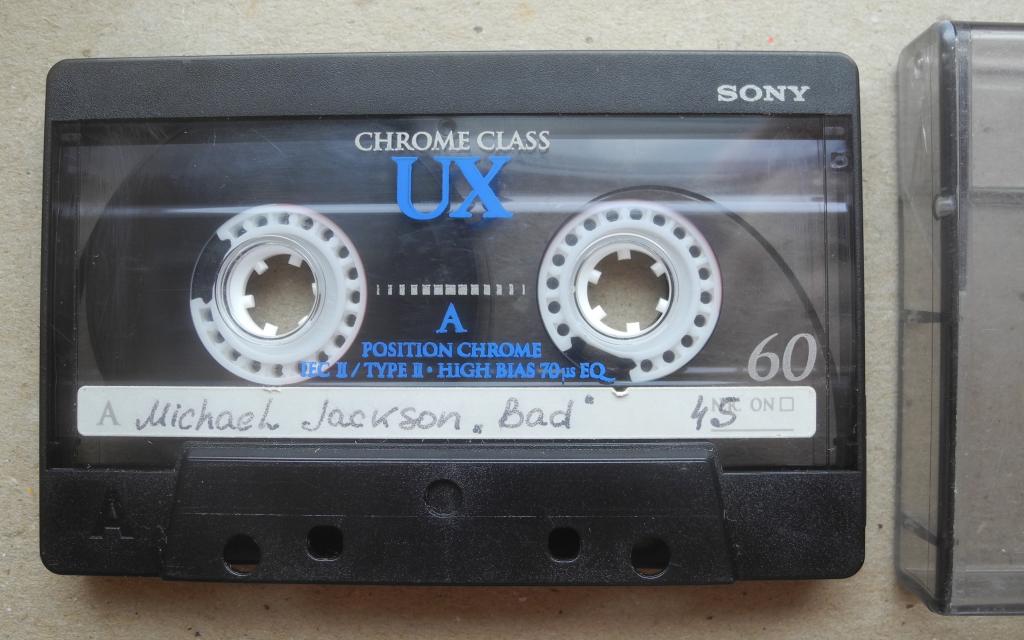 SONY
CHROME CLASS
UX
A
POSITION CHROME
IEC II / TYPE II • HIGH BIAS 70µs EQ
60
A Michael Jackson „Bad" 45 N.R. ON □
A